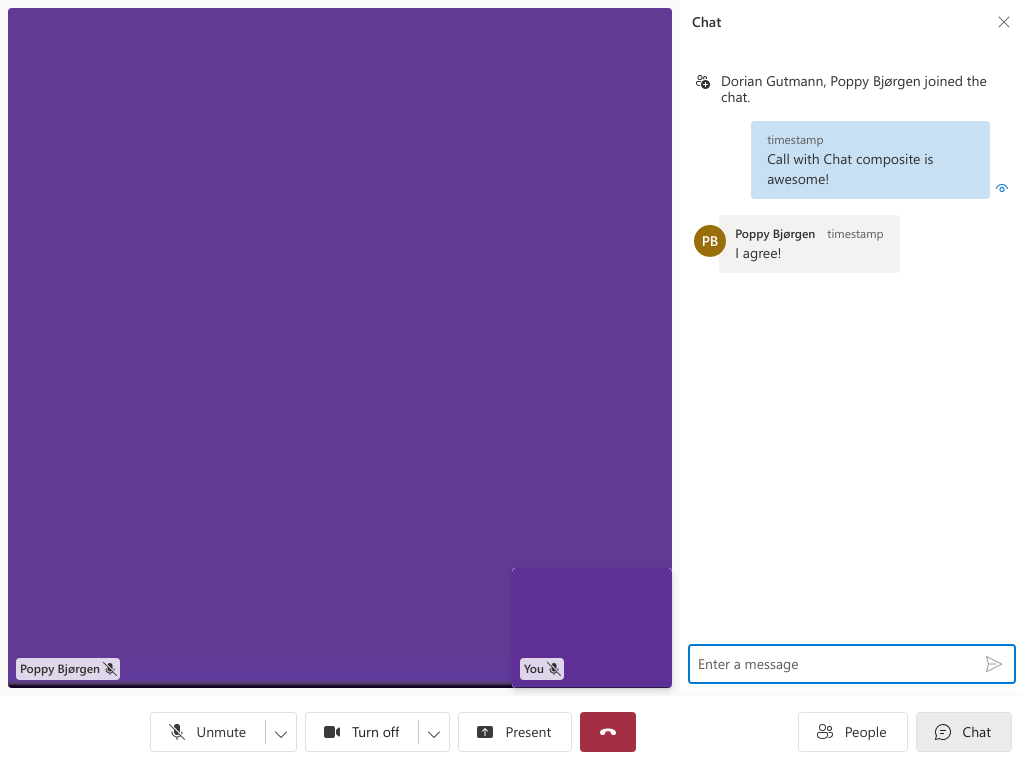 Chat
Dorian Gutmann, Poppy Bjørgen joined the
chat.
timestamp
Call with Chat composite is
awesome!
PB
Poppy Bjørgen timestamp
I agree!
Poppy Bjørgen
You
Enter a message
Unmute
Turn off
Present
People
Chat